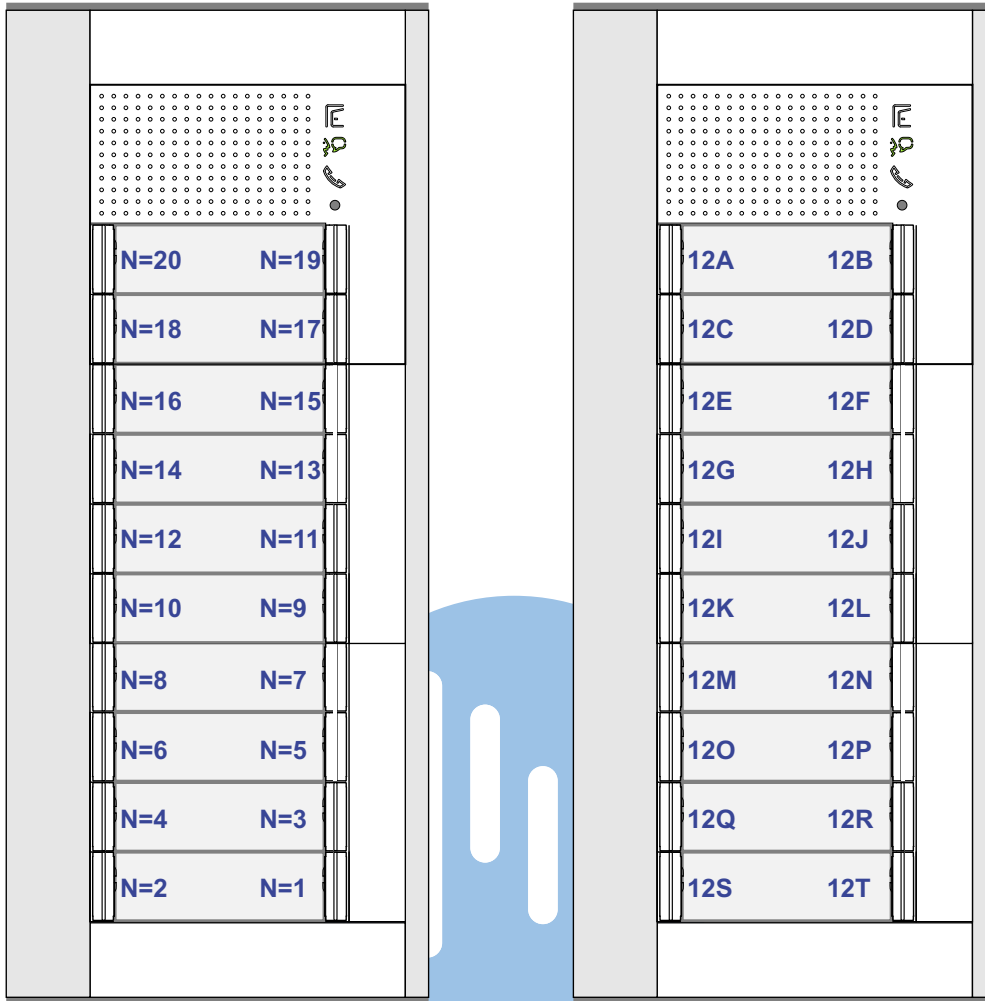 N=20 N=19
N=18 N=17
N=16 N=15
N=14 N=13
N=12 N=11
N=10 N=9
N=8 N=7
N=6 N=5
N=4 N=3
N=2 N=1
12A 12B
12C 12D
12E 12F
12G 12H
12I 12J
12K 12L
12M 12N
12O 12P
12Q 12R
12S 12T